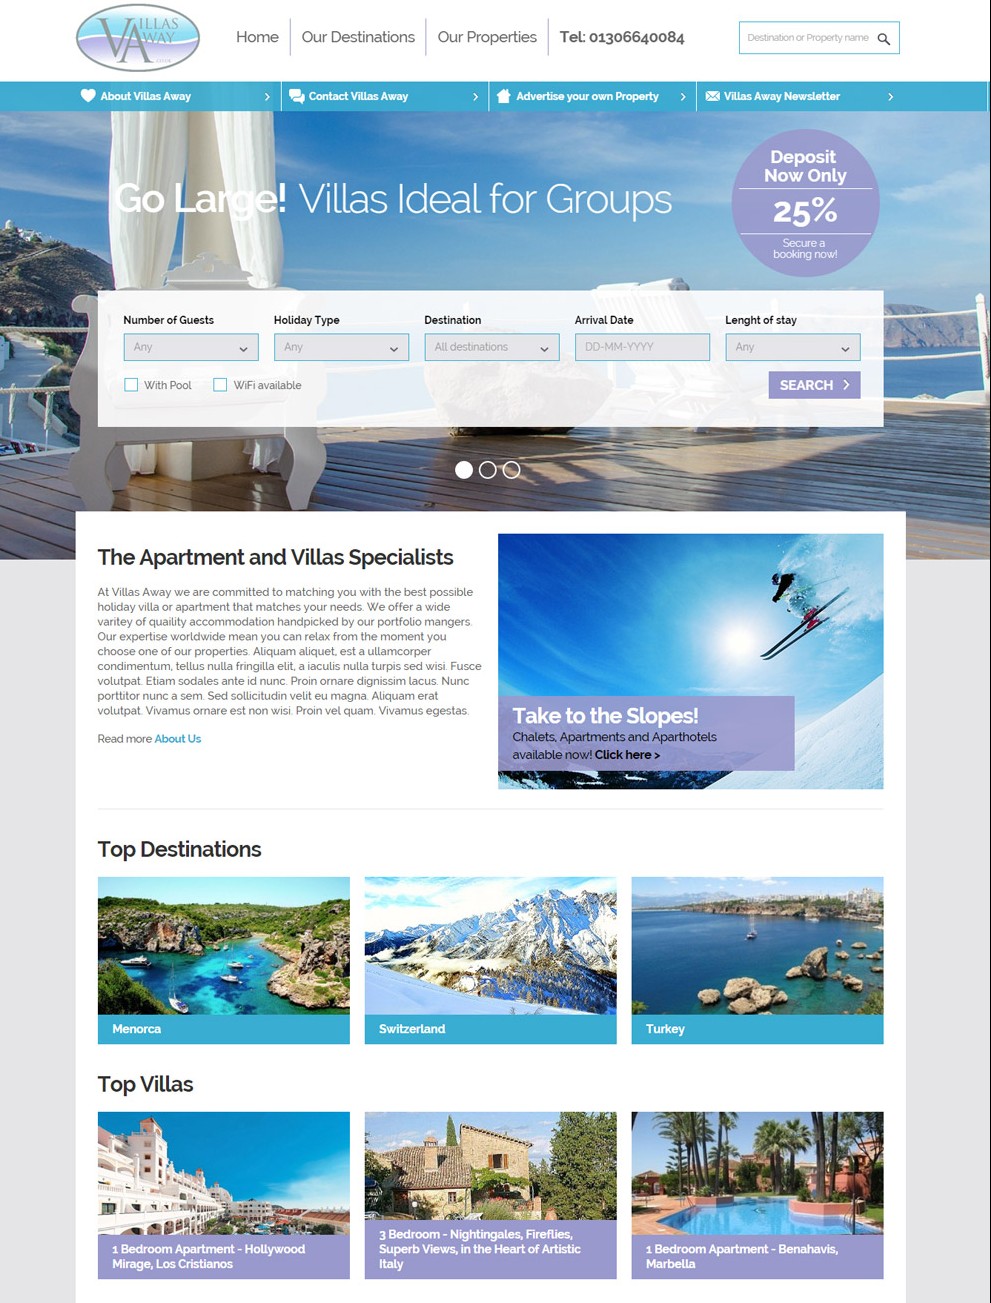 VILLAS
AWAY
.co.uk
Home
Our Destinations
Our Properties
Tel: 01306640084
Destination or Property name
About Villas Away
Contact Villas Away
Advertise your own Property
Villas Away Newsletter
Go Large! Villas Ideal for Groups
Deposit
Now Only
25%
Secure a
booking now!
Number of Guests
Holiday Type
Destination
Arrival Date
Lenght of stay
Any
Any
All destinations
DD-MM-YYYY
Any
With Pool
WiFi available
SEARCH
The Apartment and Villas Specialists
At Villas Away we are committed to matching you with the best possible
holiday villa or apartment that matches your needs. We offer a wide
varitey of quaility accommodation handpicked by our portfolio mangers.
Our expertise worldwide mean you can relax from the moment you
choose one of our properties. Aliquam aliquet, est a ullamcorper
condimentum, tellus nulla fringilla elit, a iaculis nulla turpis sed wisi. Fusce
volutpat. Etiam sodales ante id nunc. Proin ornare dignissim lacus. Nunc
porttitor nunc a sem. Sed sollicitudin velit eu magna. Aliquam erat
volutpat. Vivamus ornare est non wisi. Proin vel quam. Vivamus egestas.
Read more About Us
Take to the Slopes!
Chalets, Apartments and Aparthotels
available now! Click here >
Top Destinations
Menorca
Switzerland
Turkey
Top Villas
1 Bedroom Apartment - Hollywood
Mirage, Los Cristianos
3 Bedroom - Nightingales, Fireflies,
Superb Views, in the Heart of Artistic
Italy
1 Bedroom Apartment - Benahavis,
Marbella